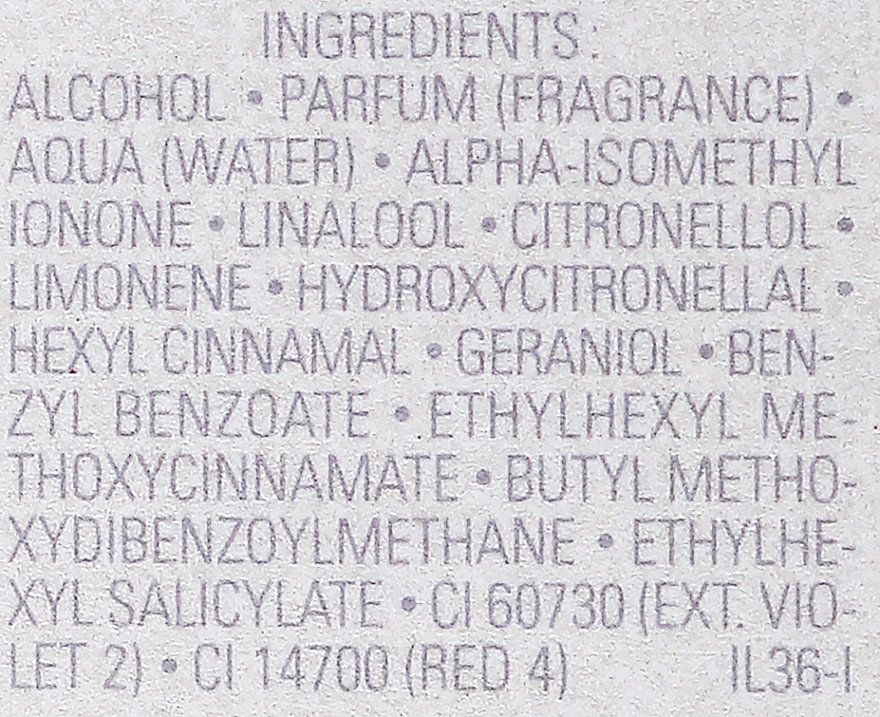 INGREDIENTS:
ALCOHOL • PARFUM (FRAGRANCE) •
AQUA (WATER) • ALPHA-ISOMETHYL
IONONE • LINALOOL • CITRONELLOL •
LIMONENE • HYDROXYCITRONELLAL •
HEXYL CINNAMAL • GERANIOL • BEN-
ZYL BENZOATE • ETHYLHEXYL ME-
THOXYCINNAMATE • BUTYL METHO-
XYDIBENZOYLMETHANE • ETHYLHE-
XYL SALICYLATE • CI 60730 (EXT. VIO-
LET 2) • CI 14700 (RED 4) IL36-I